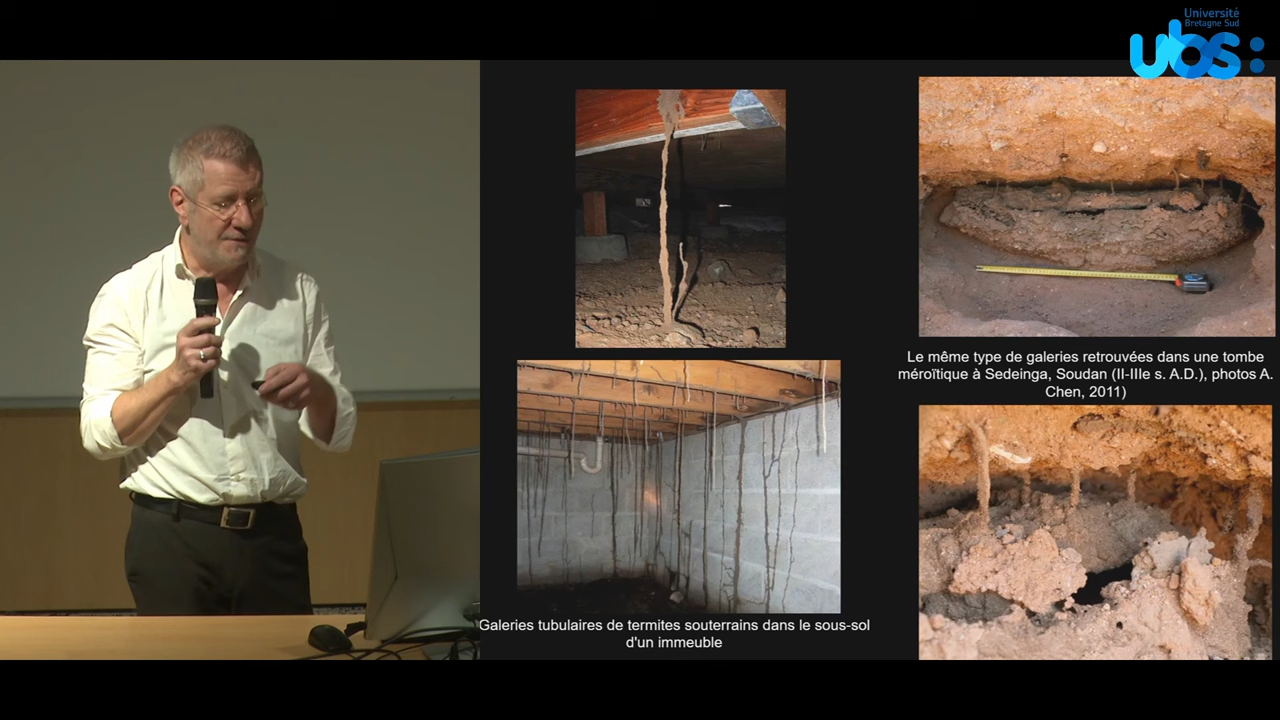 Université
Bretagne Sud
ubs:
Le même type de galeries retrouvées dans une tombe
méroïtique à Sedeinga, Soudan (II-IIIe s. A.D.), photos A.
Chen, 2011)
Galeries tubulaires de termites souterrains dans le sous-sol
d'un immeuble